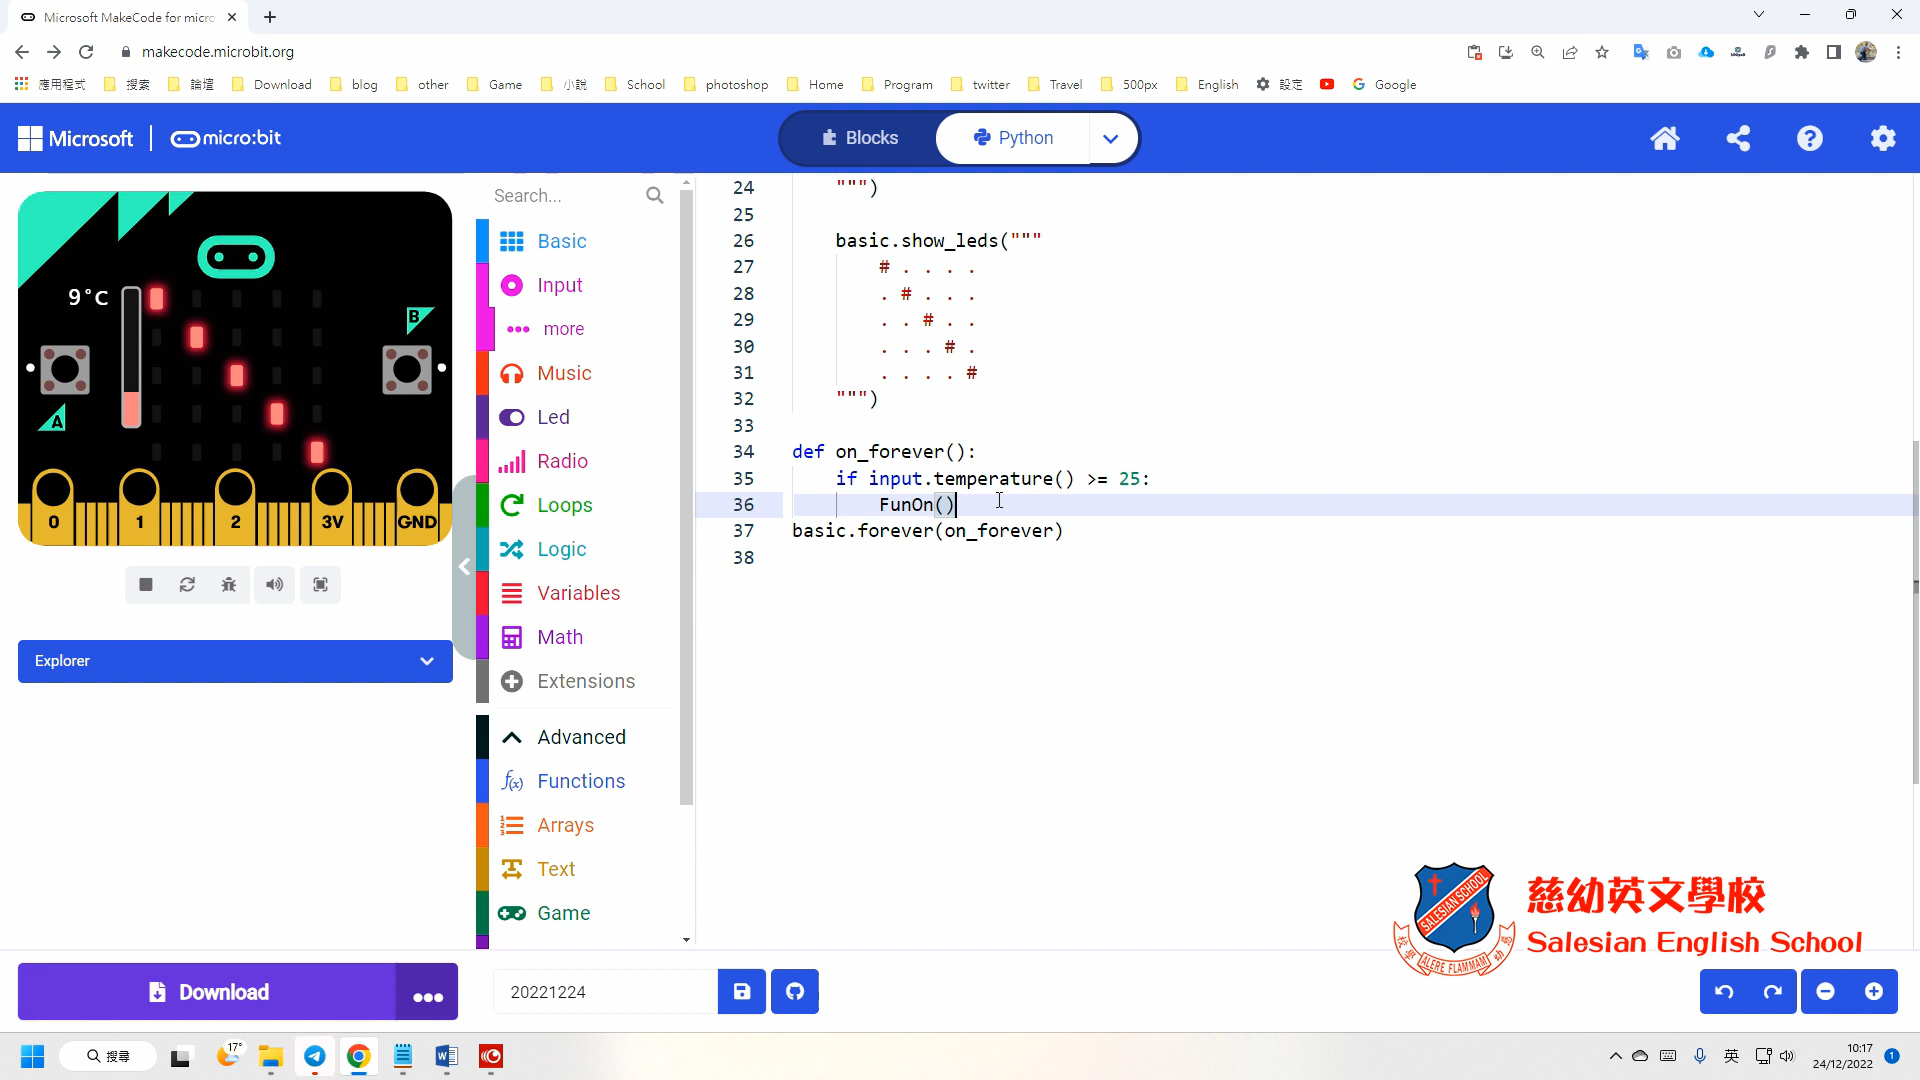 Microsoft MakeCode for micro
makecode.microbit.org
應用程式 搜索 論壇 Download blog other Game 小說 School photoshop Home Program twitter Travel 500px English 設定 Google
Microsoft micro:bit
Blocks Python
9°C
B
A
0 1 2 3V GND
Explorer
Search...
Basic
Input
more
Music
Led
Radio
Loops
Logic
Variables
Math
Extensions
Advanced
Functions
Arrays
Text
Game
24 """)
25
26 basic.show_leds("""
27 # . . . .
28 . # . . .
29 . . # . .
30 . . . # .
31 . . . . #
32 """)
33
34 def on_forever():
35 if input.temperature() >= 25:
36 FunOn()
37 basic.forever(on_forever)
38
SALESIAN SCHOOL
ALERE FLAMMAM
慈幼英文學校
Salesian English School
Download
20221224
17°
搜尋
英
10:17
24/12/2022
1